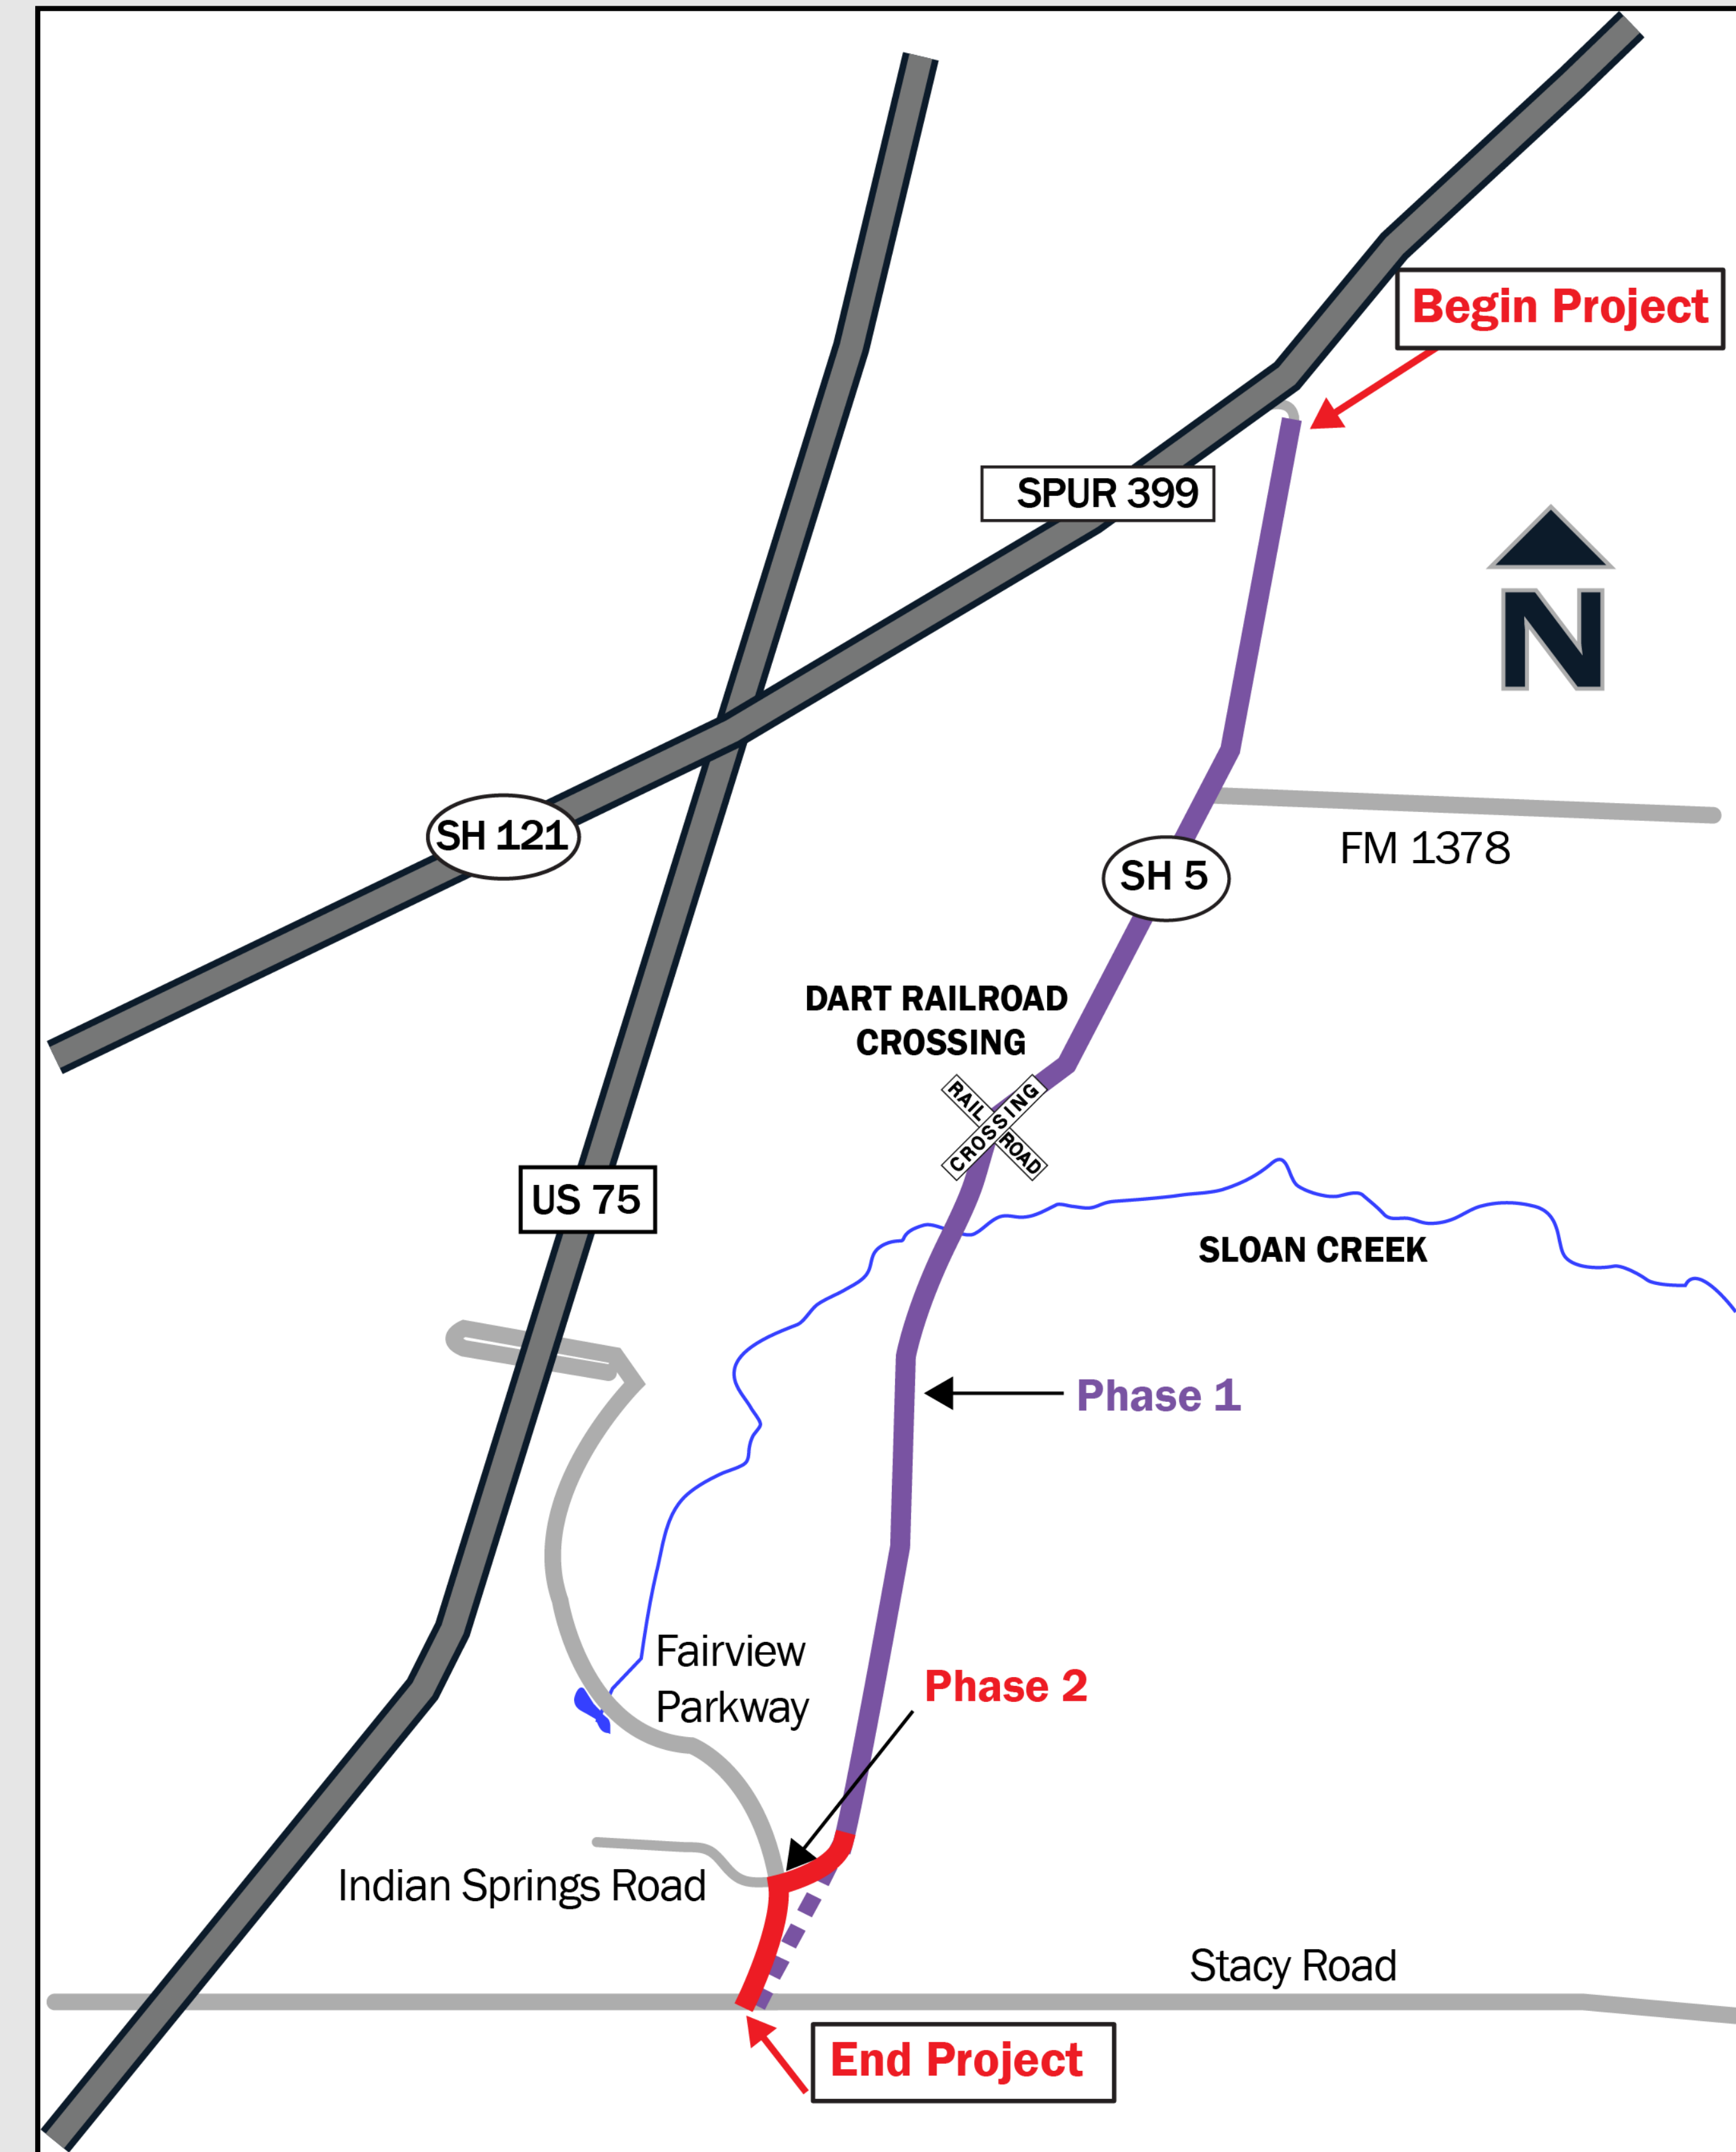 Begin Project
SPUR 399
N
SH 121
FM 1378
SH 5
DART RAILROAD
CROSSING
RAIL ROAD
CROSSING
US 75
SLOAN CREEK
Phase 1
Fairview
Parkway
Phase 2
Indian Springs Road
Stacy Road
End Project